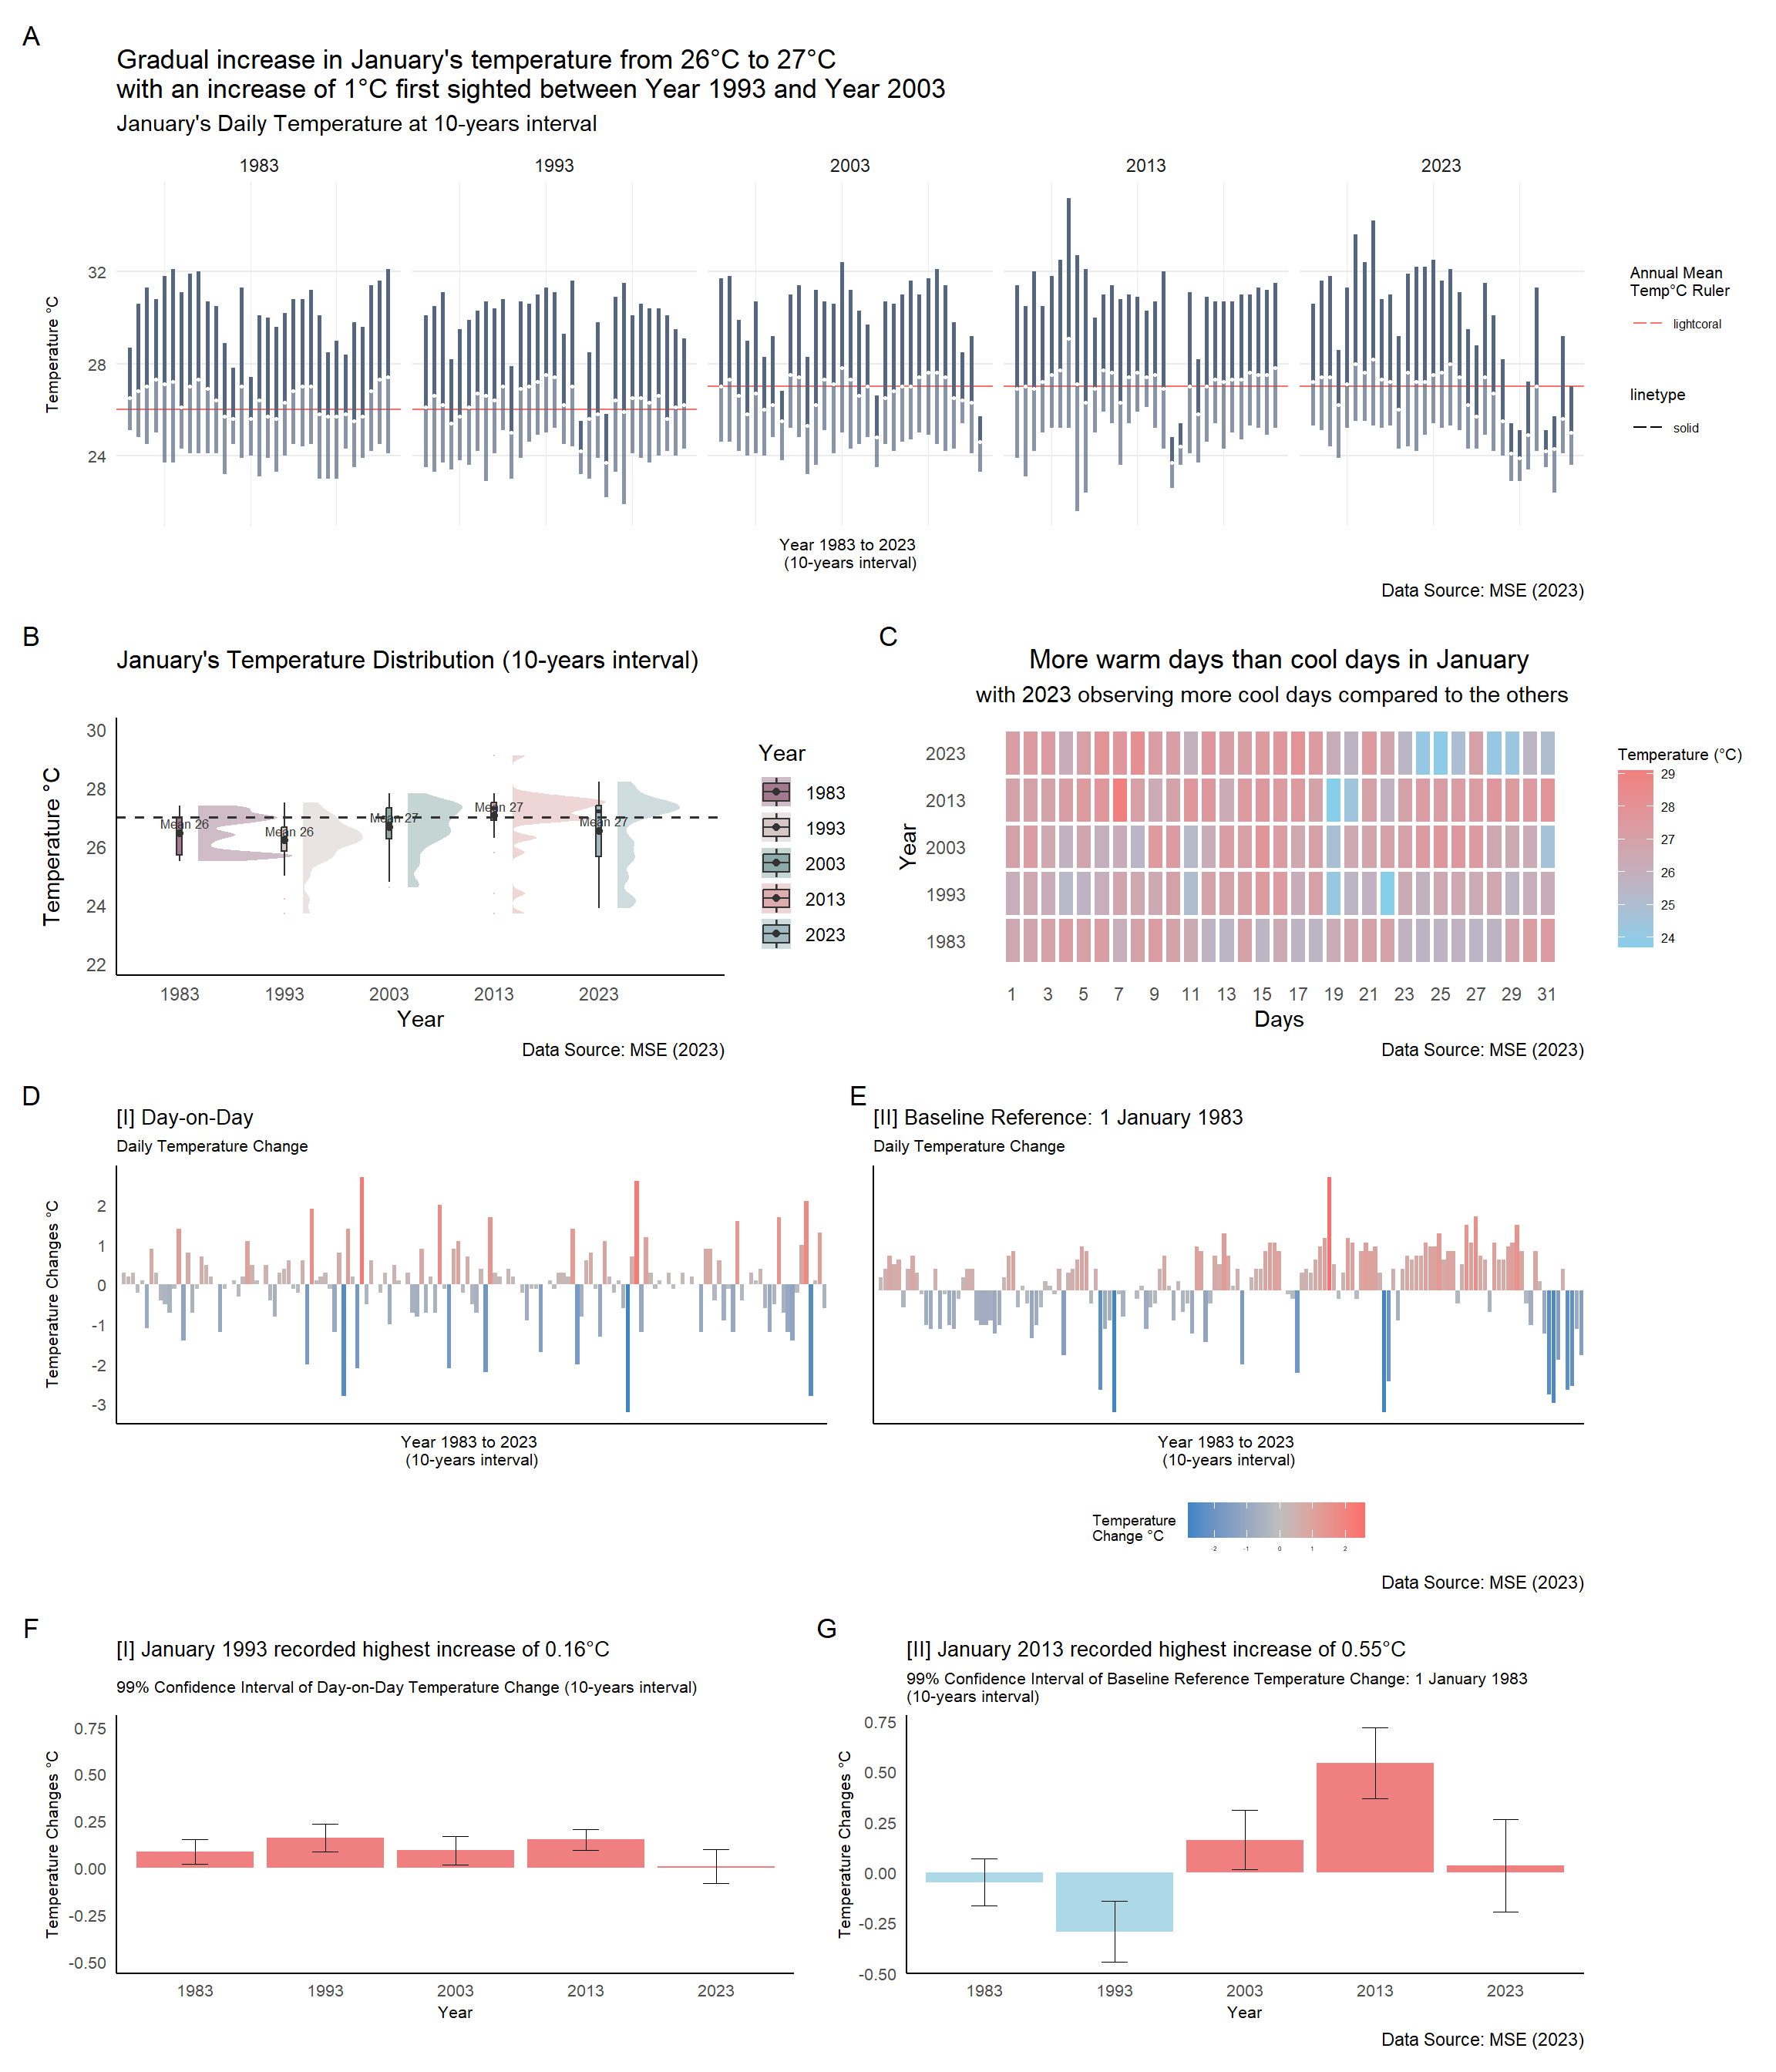 A
Gradual increase in January's temperature from 26°C to 27°C
with an increase of 1°C first sighted between Year 1993 and Year 2003
January's Daily Temperature at 10-years interval
1983 1993 2003 2013 2023
32
28
24
Temperature °C
Year 1983 to 2023
(10-years interval)
Annual Mean
Temp°C Ruler
lightcoral
linetype
solid
Data Source: MSE (2023)
B
January's Temperature Distribution (10-years interval)
30
28
26
24
22
Temperature °C
Mean 26
Mean 26
Mean 27
Mean 27
Mean 27
1983 1993 2003 2013 2023
Year
Year
1983
1993
2003
2013
2023
Data Source: MSE (2023)
C
More warm days than cool days in January
with 2023 observing more cool days compared to the others
2023
2013
2003
1993
1983
Year
1 3 5 7 9 11 13 15 17 19 21 23 25 27 29 31
Days
Temperature (°C)
29
28
27
26
25
24
Data Source: MSE (2023)
D
[I] Day-on-Day
Daily Temperature Change
2
1
0
-1
-2
-3
Temperature Changes °C
Year 1983 to 2023
(10-years interval)
E
[II] Baseline Reference: 1 January 1983
Daily Temperature Change
Year 1983 to 2023
(10-years interval)
Temperature
Change °C
-2 -1 0 1 2
Data Source: MSE (2023)
F
[I] January 1993 recorded highest increase of 0.16°C
99% Confidence Interval of Day-on-Day Temperature Change (10-years interval)
0.75
0.50
0.25
0.00
-0.25
-0.50
Temperature Changes °C
1983 1993 2003 2013 2023
Year
G
[II] January 2013 recorded highest increase of 0.55°C
99% Confidence Interval of Baseline Reference Temperature Change: 1 January 1983
(10-years interval)
0.75
0.50
0.25
0.00
-0.25
-0.50
Temperature Changes °C
1983 1993 2003 2013 2023
Year
Data Source: MSE (2023)